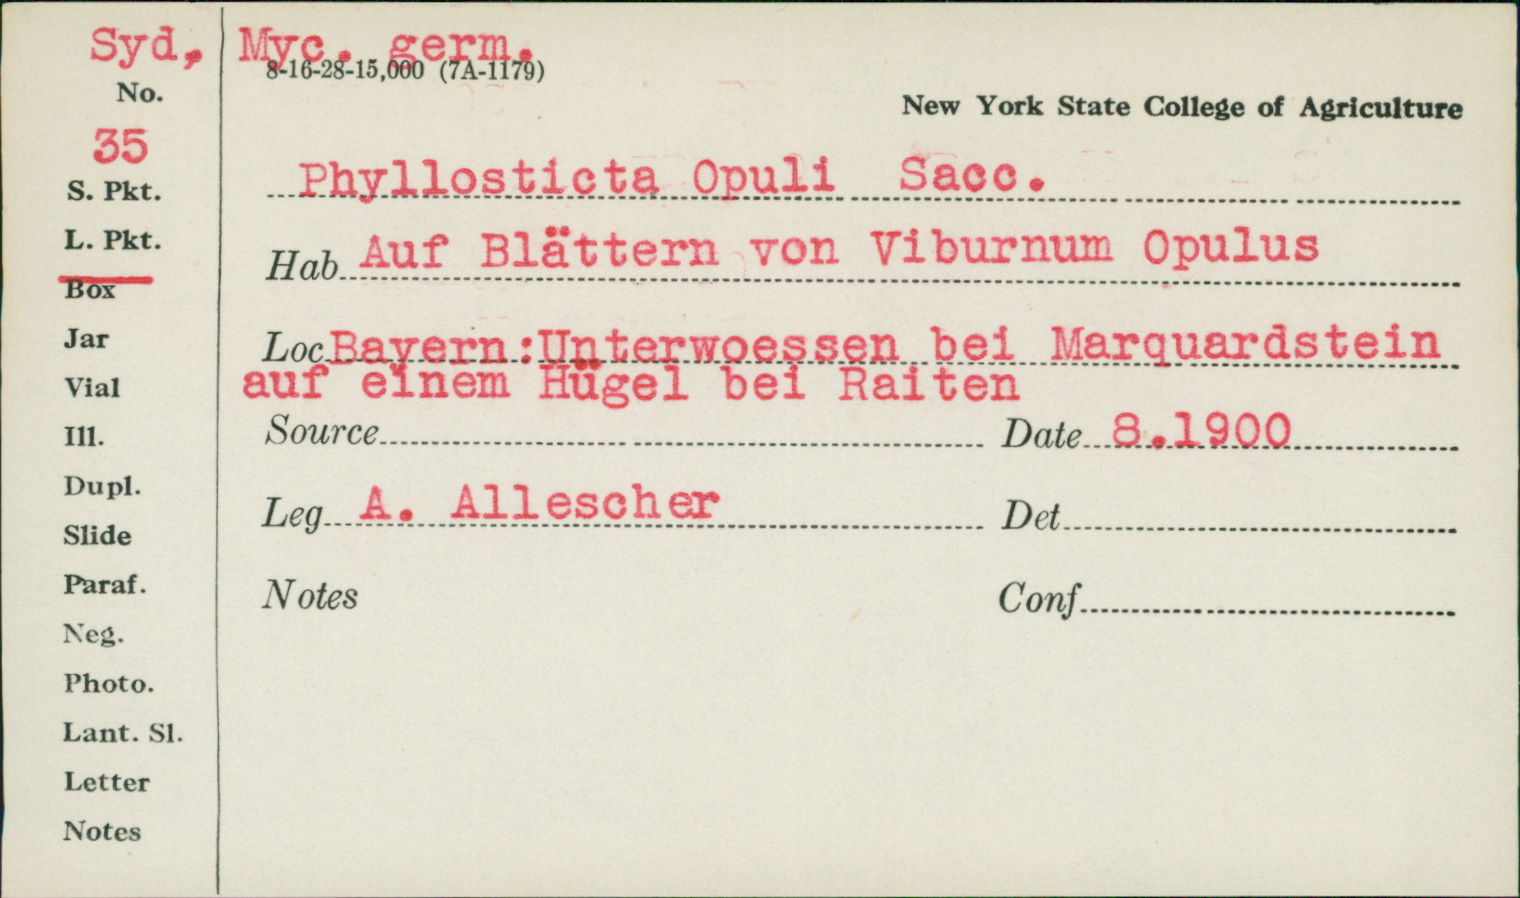 Syd, Myc. germ.
8-16-28-15,000 (7A-1179)
No.
New York State College of Agriculture
35
Phyllosticta Opuli Sacc.
S. Pkt.
L. Pkt.
Hab Auf Blättern von Viburnum Opulus
Box
Jar
Loc Bayern:Unterwoessen bei Marquardstein
auf einem Hügel bei Raiten
Vial
Ill.
Source Date 8.1900
Dupl.
Leg A. Allescher Det
Slide
Paraf.
Notes Conf
Neg.
Photo.
Lant. Sl.
Letter
Notes